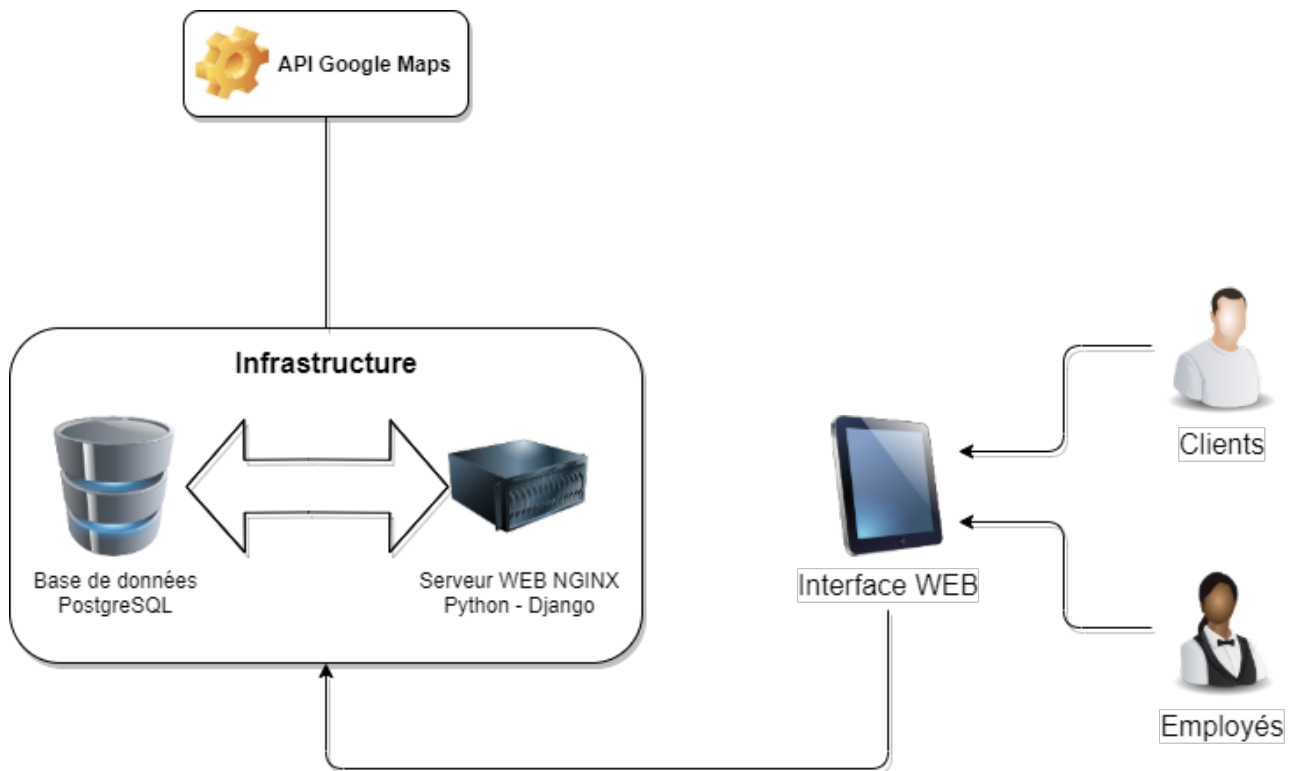 API Google Maps
Infrastructure
Base de données
PostgreSQL
Serveur WEB NGINX
Python - Django
Interface WEB
Clients
Employés